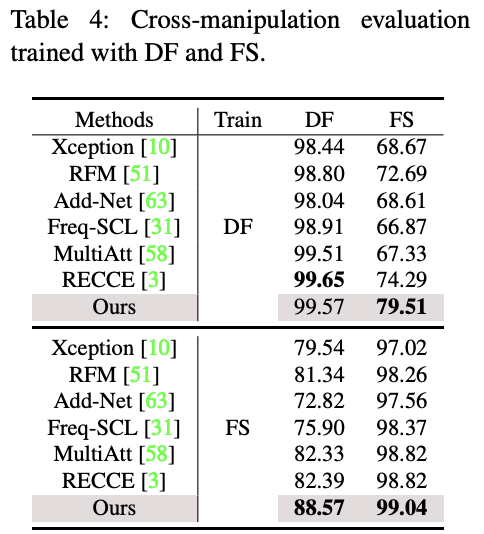 Table 4: Cross-manipulation evaluation
trained with DF and FS.
Methods Train DF FS
Xception [10] 98.44 68.67
RFM [51] 98.80 72.69
Add-Net [63] 98.04 68.61
Freq-SCL [31] DF 98.91 66.87
MultiAtt [58] 99.51 67.33
RECCE [3] 99.65 74.29
Ours 99.57 79.51
Xception [10] 79.54 97.02
RFM [51] 81.34 98.26
Add-Net [63] 72.82 97.56
Freq-SCL [31] FS 75.90 98.37
MultiAtt [58] 82.33 98.82
RECCE [3] 82.39 98.82
Ours 88.57 99.04